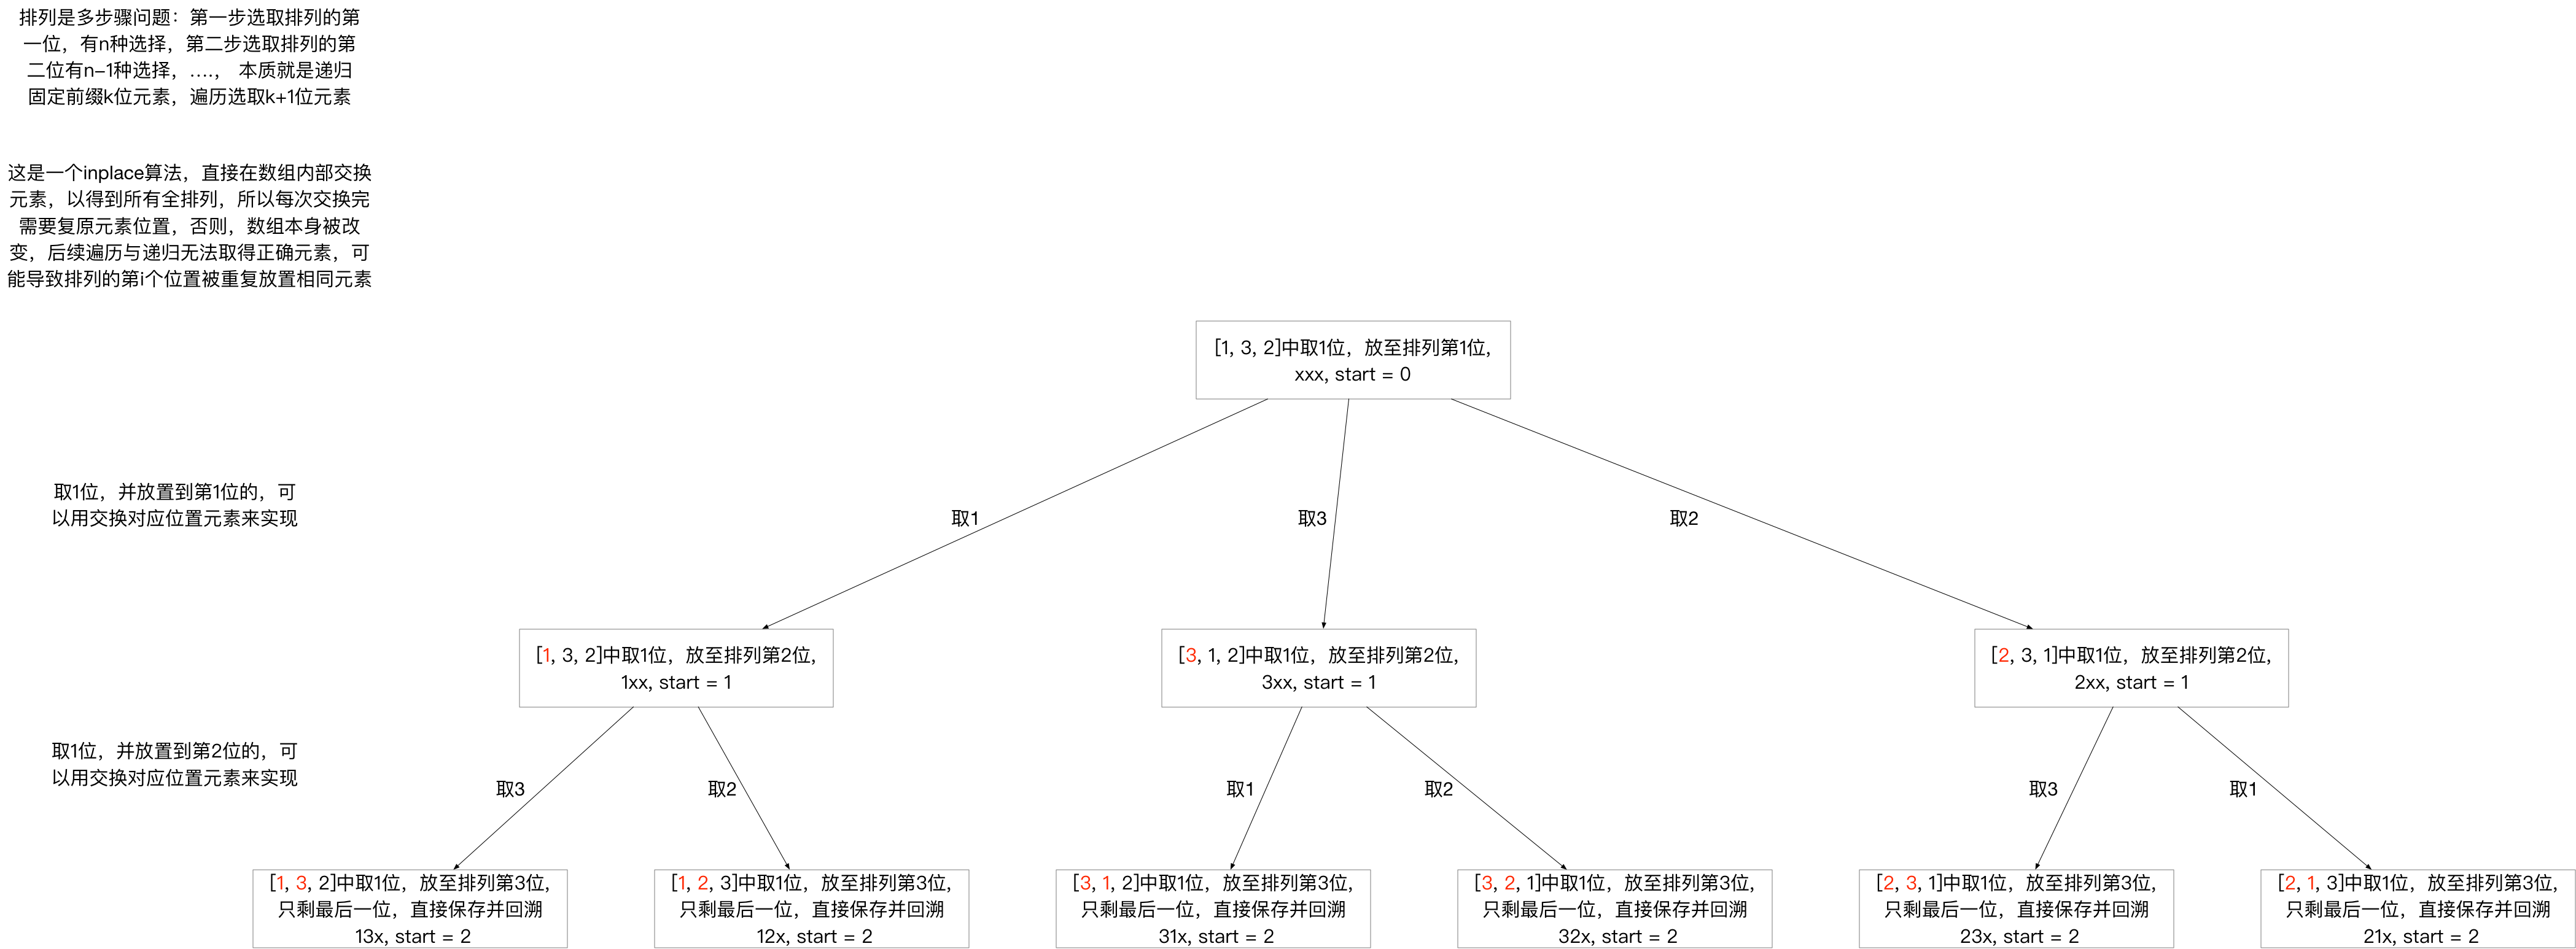 排列是多步骤问题：第一步选取排列的第
一位，有n种选择，第二步选取排列的第
二位有n-1种选择，....， 本质就是递归
固定前缀k位元素，遍历选取k+1位元素
这是一个inplace算法，直接在数组内部交换
元素，以得到所有全排列，所以每次交换完
需要复原元素位置，否则，数组本身被改
变，后续遍历与递归无法取得正确元素，可
能导致排列的第i个位置被重复放置相同元素
[1, 3, 2]中取1位，放至排列第1位,
xxx, start = 0
取1位，并放置到第1位的，可
以用交换对应位置元素来实现
取1
取3
取2
[1, 3, 2]中取1位，放至排列第2位,
1xx, start = 1
[3, 1, 2]中取1位，放至排列第2位,
3xx, start = 1
[2, 3, 1]中取1位，放至排列第2位,
2xx, start = 1
取1位，并放置到第2位的，可
以用交换对应位置元素来实现
取3
取2
取1
取2
取3
取1
[1, 3, 2]中取1位，放至排列第3位,
只剩最后一位，直接保存并回溯
13x, start = 2
[1, 2, 3]中取1位，放至排列第3位,
只剩最后一位，直接保存并回溯
12x, start = 2
[3, 1, 2]中取1位，放至排列第3位,
只剩最后一位，直接保存并回溯
31x, start = 2
[3, 2, 1]中取1位，放至排列第3位,
只剩最后一位，直接保存并回溯
32x, start = 2
[2, 3, 1]中取1位，放至排列第3位,
只剩最后一位，直接保存并回溯
23x, start = 2
[2, 1, 3]中取1位，放至排列第3位,
只剩最后一位，直接保存并回溯
21x, start = 2